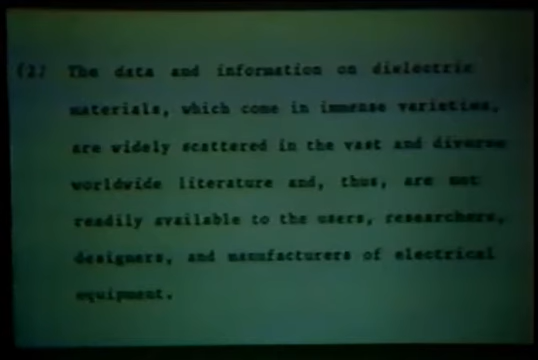 (2) The data and information on dielectric
materials, which come in immense varieties,
are widely scattered in the vast and diverse
worldwide literature and, thus, are not
readily available to the users, researchers,
designers, and manufacturers of electrical
equipment.